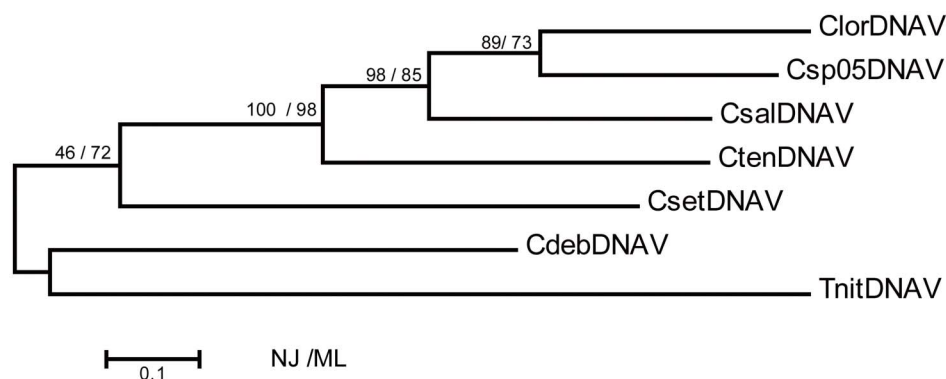 ClorDNAV
89/ 73
Csp05DNAV
98 / 85
CsalDNAV
100 / 98
CtenDNAV
46 / 72
CsetDNAV
CdebDNAV
TnitDNAV
0.1
NJ /ML